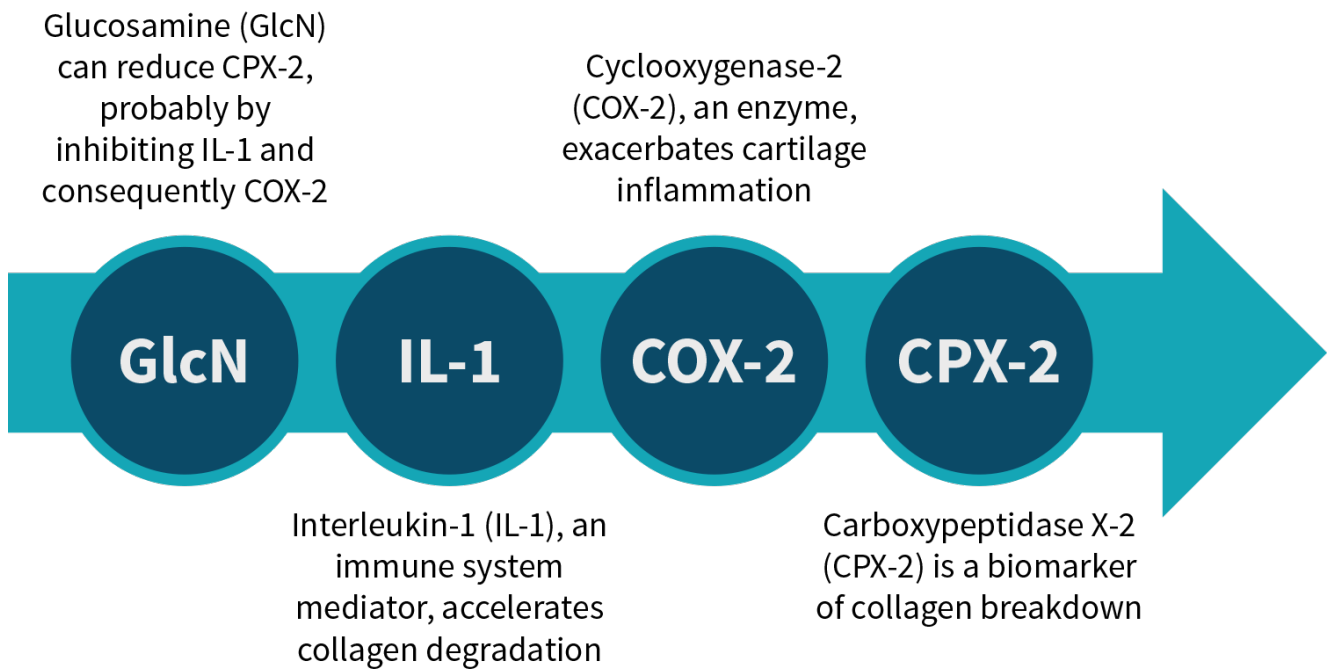 Glucosamine (GlcN)
can reduce CPX-2,
probably by
inhibiting IL-1 and
consequently COX-2
Cyclooxygenase-2
(COX-2), an enzyme,
exacerbates cartilage
inflammation
GlcN
IL-1
COX-2
CPX-2
Interleukin-1 (IL-1), an
immune system
mediator, accelerates
collagen degradation
Carboxypeptidase X-2
(CPX-2) is a biomarker
of collagen breakdown